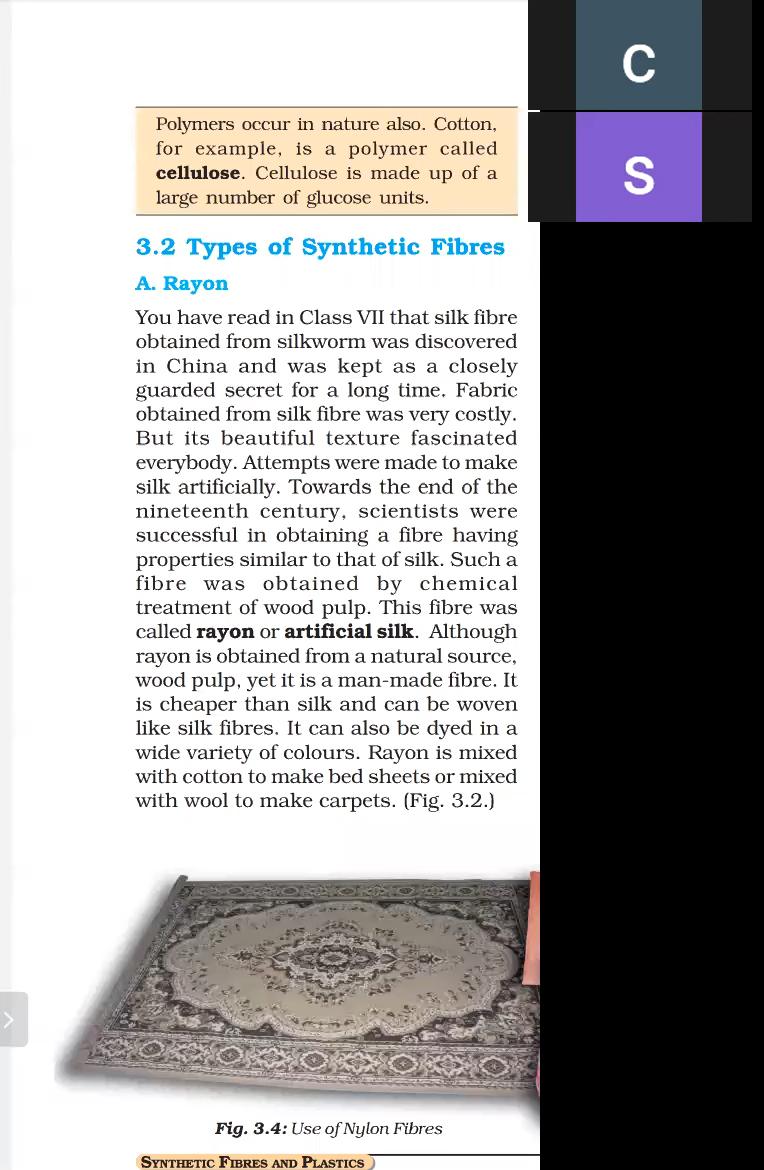 C
S
Polymers occur in nature also. Cotton,
for example, is a polymer called
cellulose. Cellulose is made up of a
large number of glucose units.
3.2 Types of Synthetic Fibres
A. Rayon
You have read in Class VII that silk fibre
obtained from silkworm was discovered
in China and was kept as a closely
guarded secret for a long time. Fabric
obtained from silk fibre was very costly.
But its beautiful texture fascinated
everybody. Attempts were made to make
silk artificially. Towards the end of the
nineteenth century, scientists were
successful in obtaining a fibre having
properties similar to that of silk. Such a
fibre was obtained by chemical
treatment of wood pulp. This fibre was
called rayon or artificial silk. Although
rayon is obtained from a natural source,
wood pulp, yet it is a man-made fibre. It
is cheaper than silk and can be woven
like silk fibres. It can also be dyed in a
wide variety of colours. Rayon is mixed
with cotton to make bed sheets or mixed
with wool to make carpets. (Fig. 3.2.)
Fig. 3.4: Use of Nylon Fibres
SYNTHETIC FIBRES AND PLASTICS